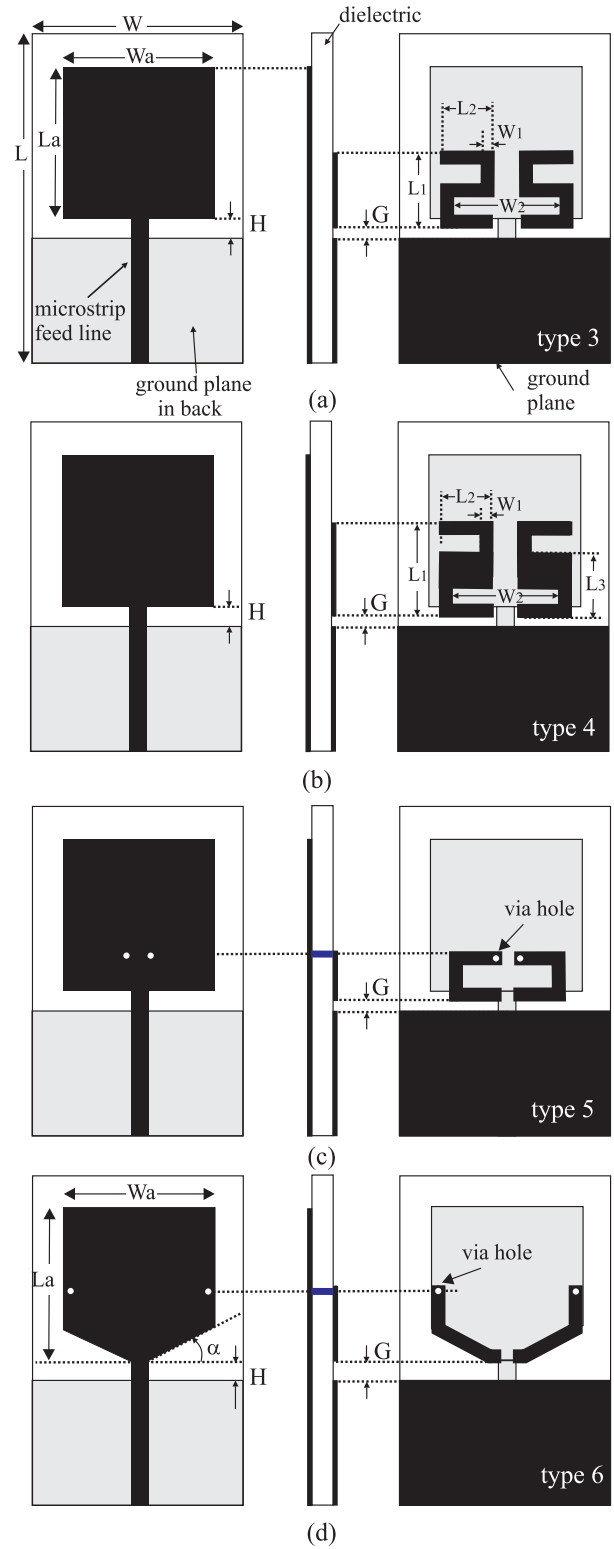 W
dielectric
Wa
La
L
H
microstrip
feed line
ground plane
in back
L2
W1
L1
G
W2
type 3
ground
plane
(a)
H
L2
W1
L1
L3
G
W2
type 4
(b)
via hole
G
type 5
(c)
Wa
La
α
H
via hole
G
type 6
(d)